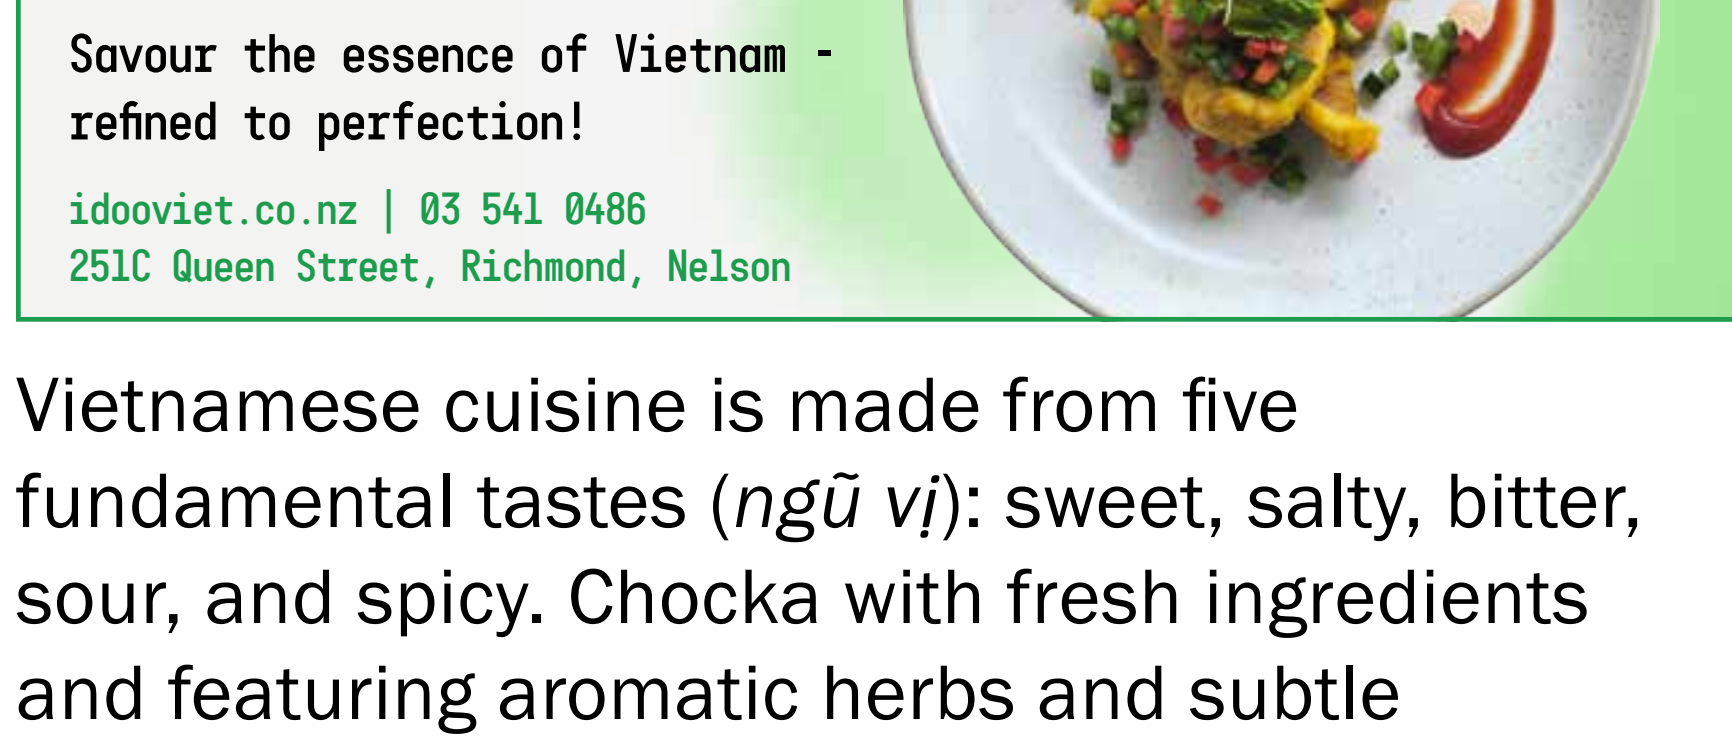 Savour the essence of Vietnam -
refined to perfection!
idooviet.co.nz | 03 541 0486
251C Queen Street, Richmond, Nelson
Vietnamese cuisine is made from five
fundamental tastes (ngũ vị): sweet, salty, bitter,
sour, and spicy. Chocka with fresh ingredients
and featuring aromatic herbs and subtle